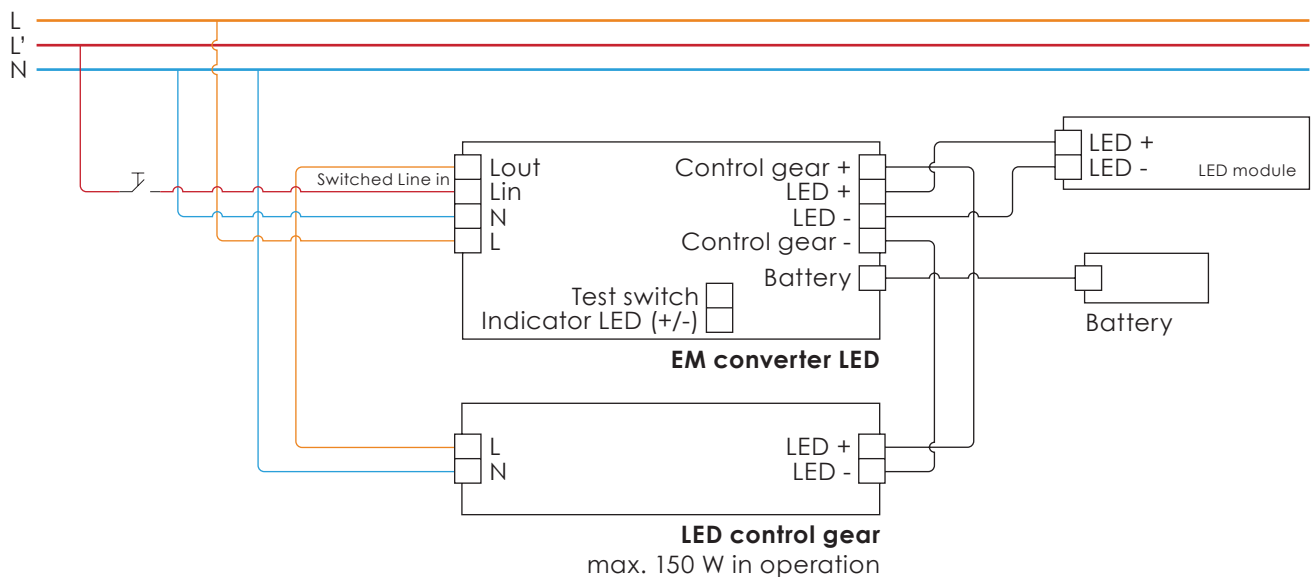 L
L'
N
Switched Line in
Lout
Lin
N
L
Control gear +
LED +
LED -
Control gear -
Battery
Test switch
Indicator LED (+/-)
EM converter LED
LED +
LED -
LED module
Battery
L
N
LED +
LED -
LED control gear
max. 150 W in operation